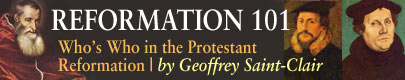 REFORMATION 101
Who's Who in the Protestant
Reformation | by Geoffrey Saint-Clair